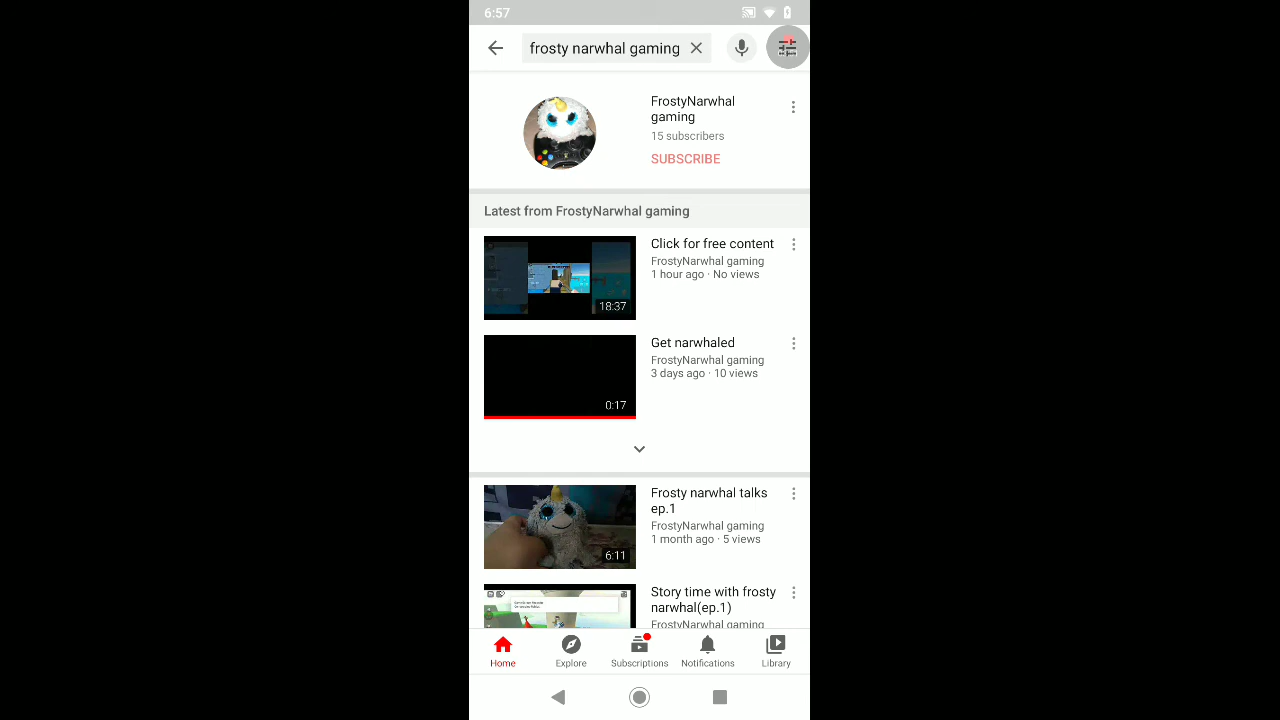 6:57
frosty narwhal gaming
FrostyNarwhal
gaming
15 subscribers
SUBSCRIBE
Latest from FrostyNarwhal gaming
18:37
Click for free content
FrostyNarwhal gaming
1 hour ago · No views
0:17
Get narwhaled
FrostyNarwhal gaming
3 days ago · 10 views
6:11
Frosty narwhal talks
ep.1
FrostyNarwhal gaming
1 month ago · 5 views
Story time with frosty
narwhal(ep.1)
FrostyNarwhal gaming
Home
Explore
Subscriptions
Notifications
Library